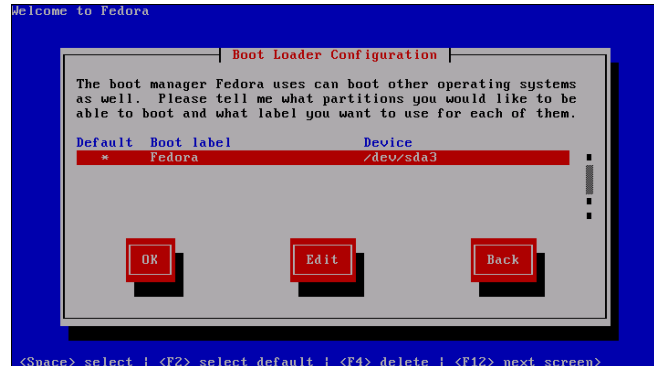 Welcome to Fedora
Boot Loader Configuration
The boot manager Fedora uses can boot other operating systems
as well.  Please tell me what partitions you would like to be
able to boot and what label you want to use for each of them.
Default  Boot label  Device
*  Fedora  /dev/sda3
OK  Edit  Back
<Space> select | <F2> select default | <F4> delete | <F12> next screen>